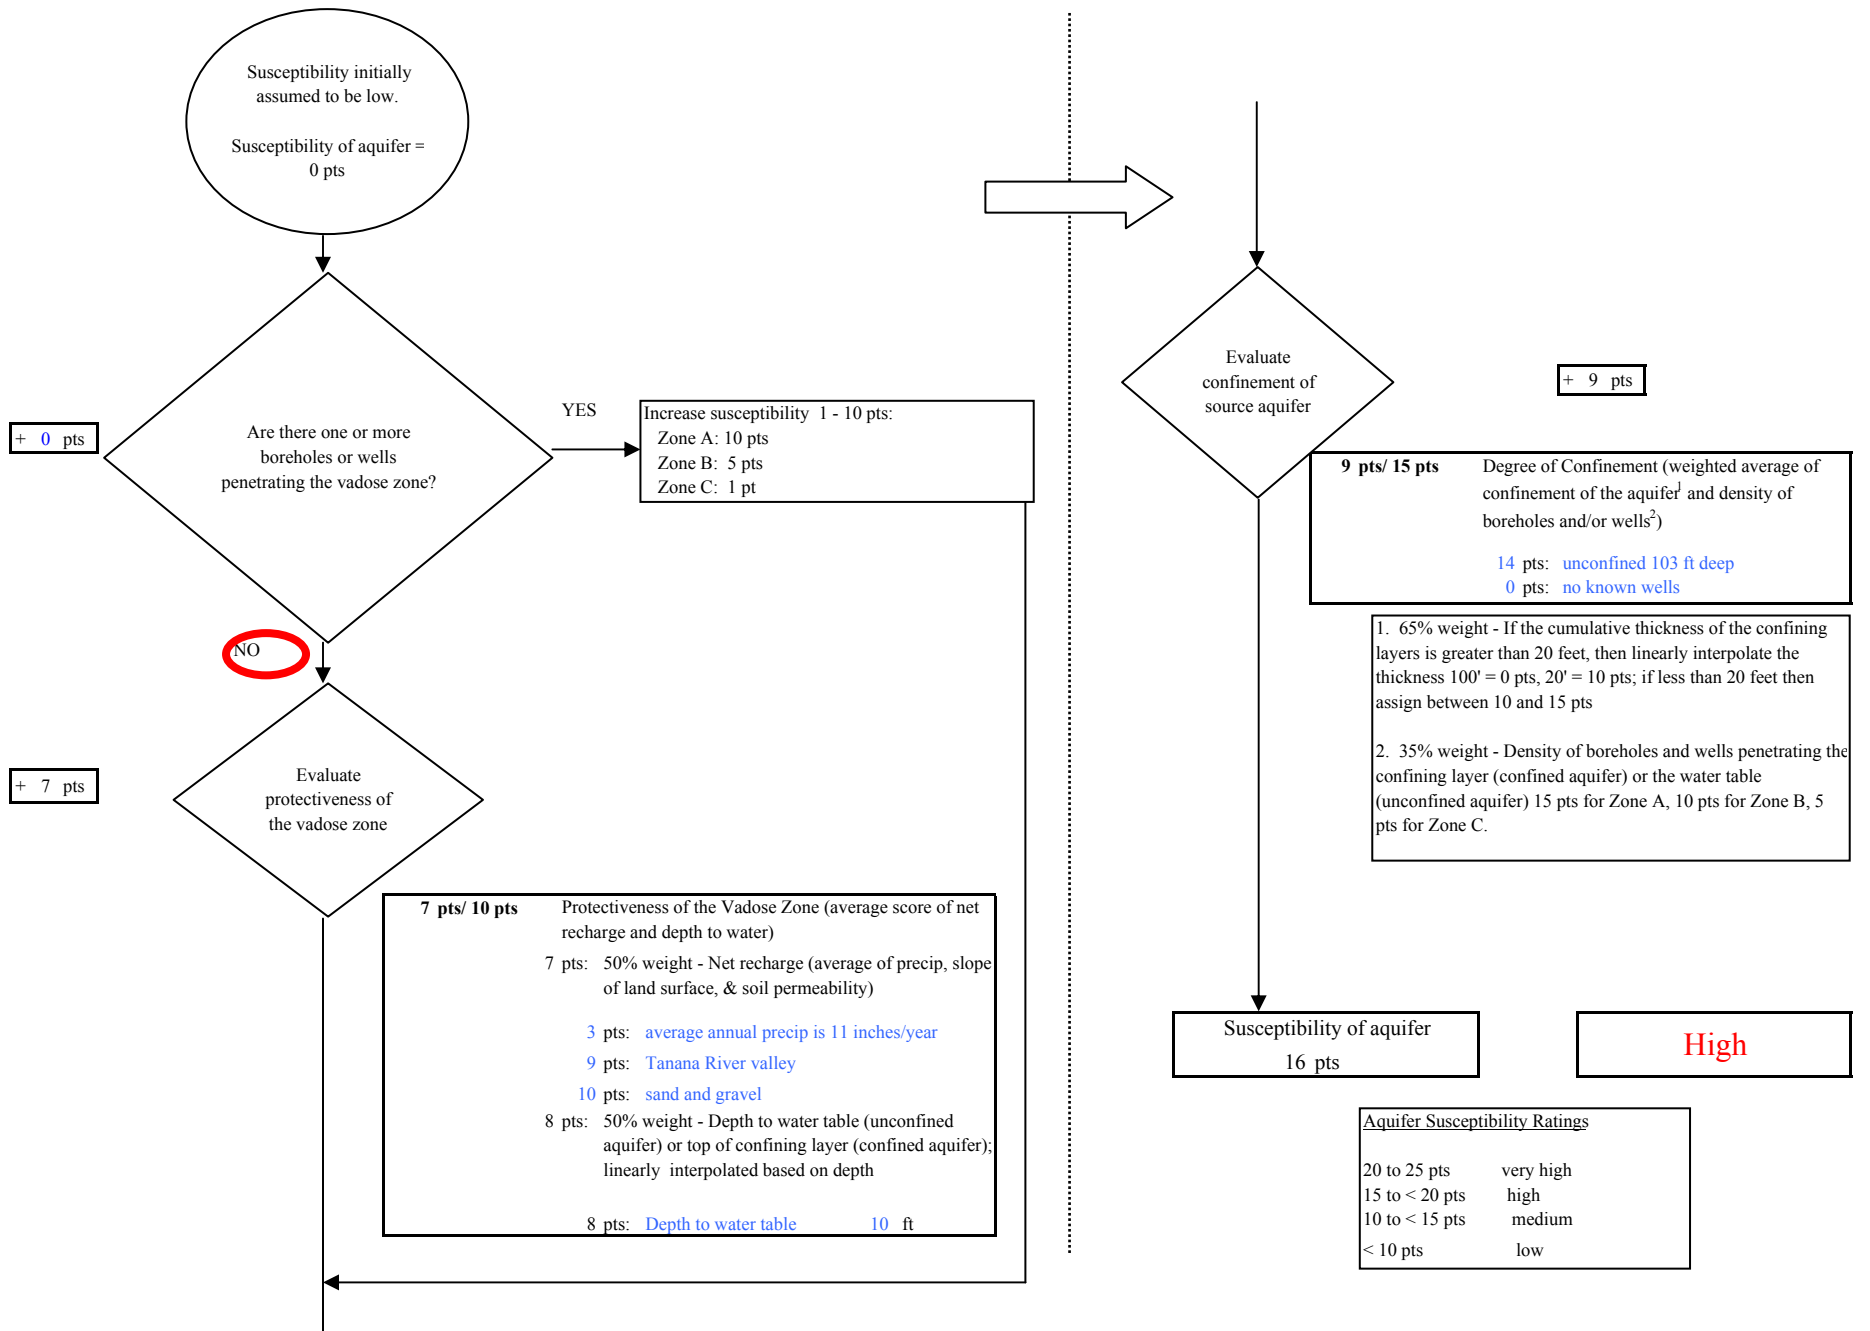 Susceptibility initially
assumed to be low.
Susceptibility of aquifer =
0 pts
+ 0 pts
Are there one or more
boreholes or wells
penetrating the vadose zone?
YES
Increase susceptibility 1 - 10 pts:
Zone A: 10 pts
Zone B: 5 pts
Zone C: 1 pt
NO
+ 7 pts
Evaluate
protectiveness of
the vadose zone
7 pts/ 10 pts Protectiveness of the Vadose Zone (average score of net
recharge and depth to water)
7 pts: 50% weight - Net recharge (average of precip, slope
of land surface, & soil permeability)
3 pts: average annual precip is 11 inches/year
9 pts: Tanana River valley
10 pts: sand and gravel
8 pts: 50% weight - Depth to water table (unconfined
aquifer) or top of confining layer (confined aquifer);
linearly interpolated based on depth
8 pts: Depth to water table 10 ft
Evaluate
confinement of
source aquifer
+ 9 pts
9 pts/ 15 pts Degree of Confinement (weighted average of
confinement of the aquifer1 and density of
boreholes and/or wells2)
14 pts: unconfined 103 ft deep
0 pts: no known wells
1. 65% weight - If the cumulative thickness of the confining
layers is greater than 20 feet, then linearly interpolate the
thickness 100' = 0 pts, 20' = 10 pts; if less than 20 feet then
assign between 10 and 15 pts
2. 35% weight - Density of boreholes and wells penetrating the
confining layer (confined aquifer) or the water table
(unconfined aquifer) 15 pts for Zone A, 10 pts for Zone B, 5
pts for Zone C.
Susceptibility of aquifer
16 pts
High
Aquifer Susceptibility Ratings
20 to 25 pts very high
15 to < 20 pts high
10 to < 15 pts medium
< 10 pts low